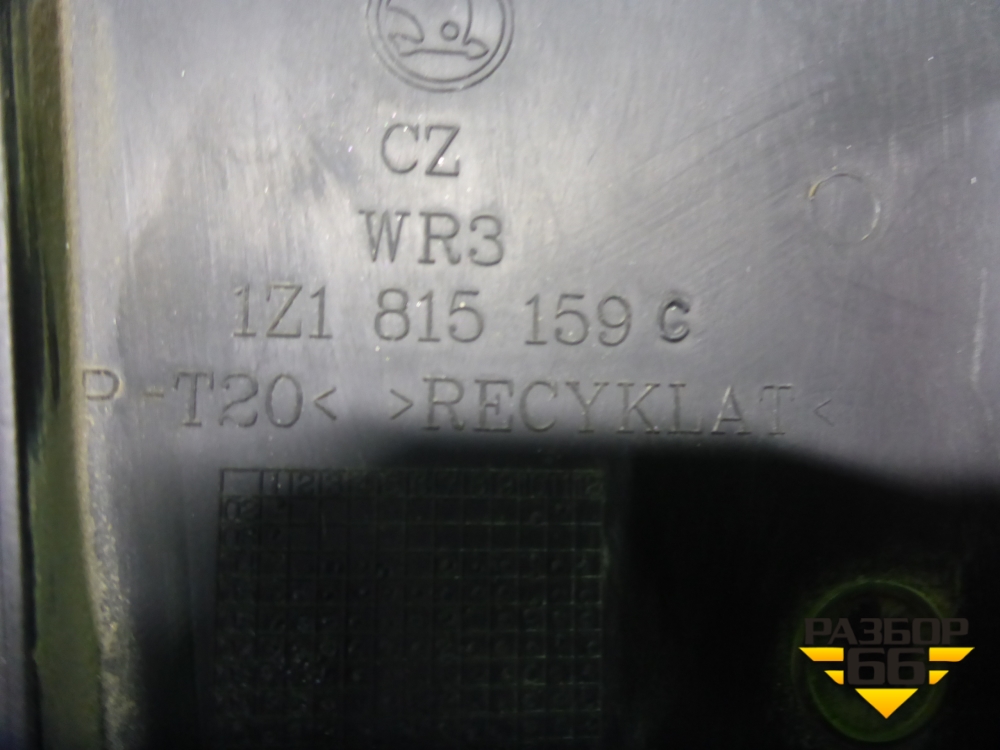 CZ
WR3
1Z1 815 159 C
P-T20< >RECYKLAT<
РАЗБОР
66